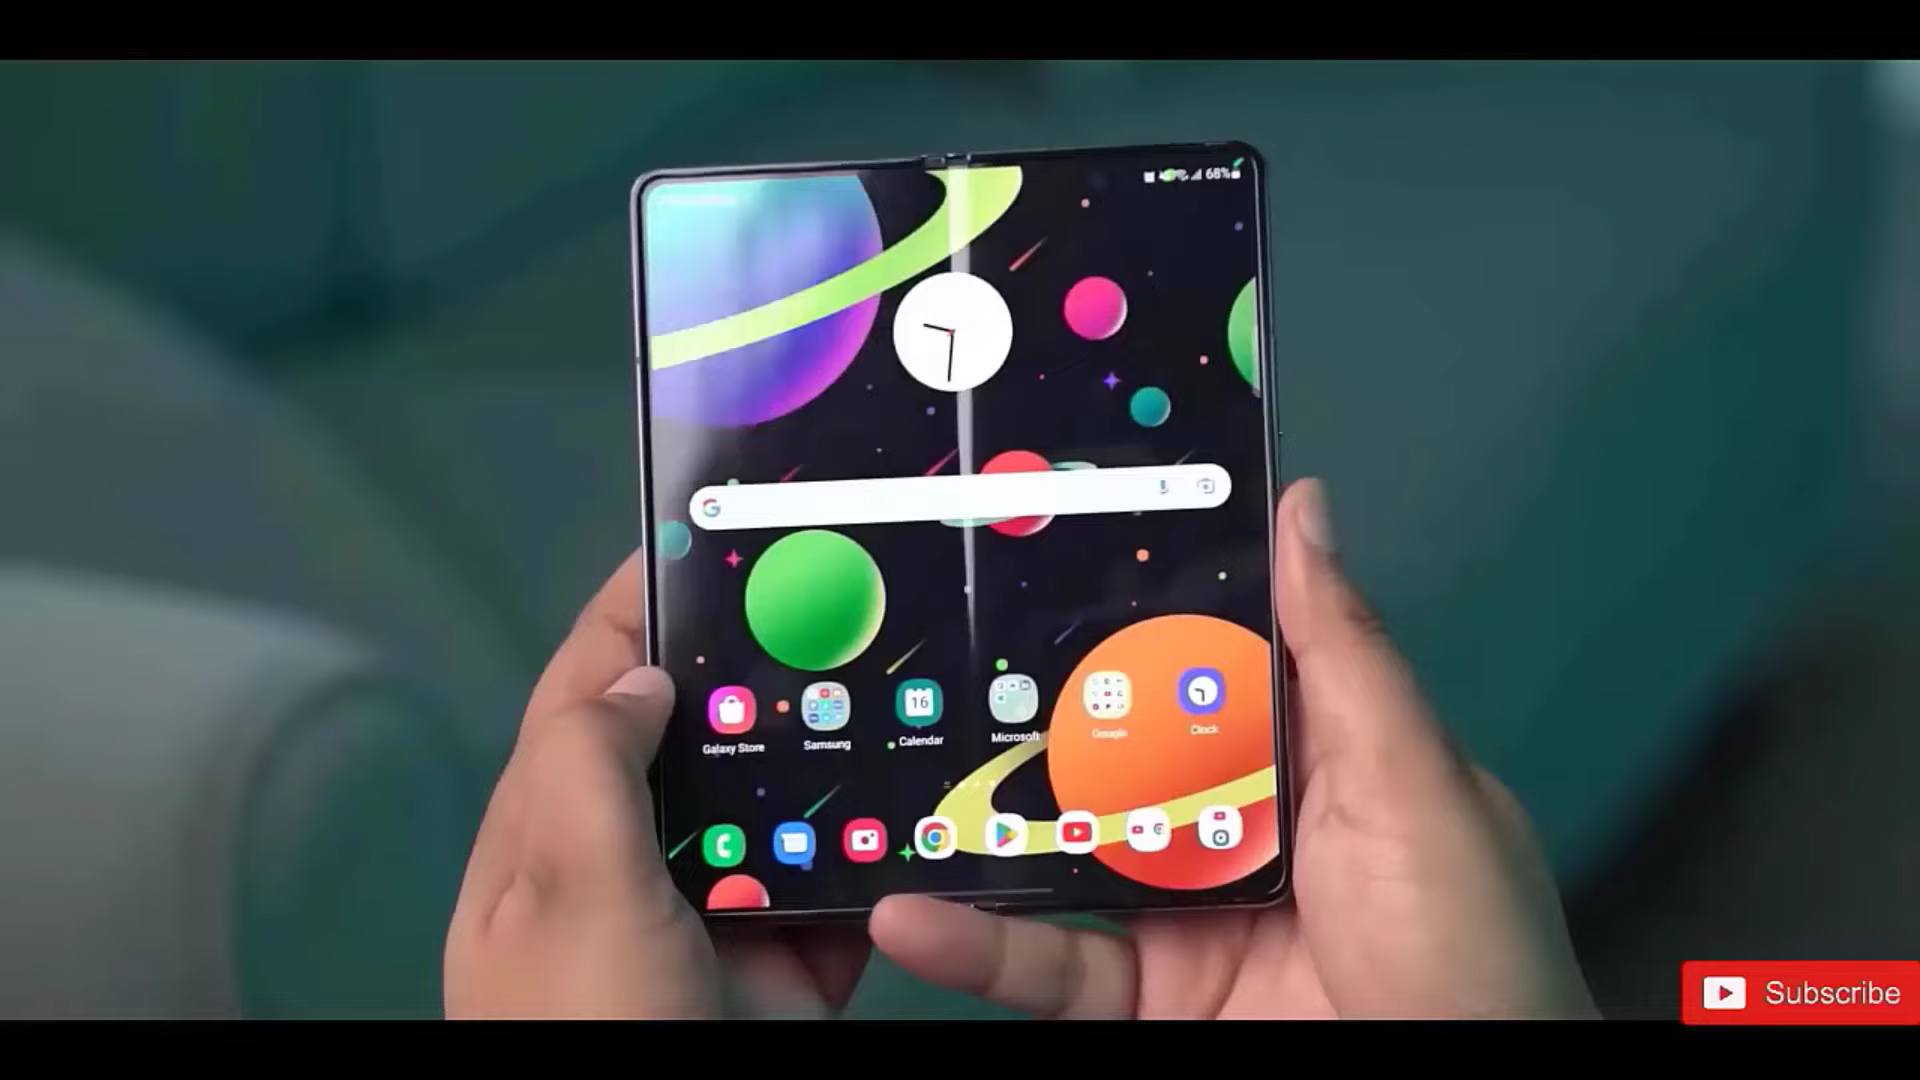 68%
16
Galaxy Store
Samsung
Calendar
Microsoft
Google
Clock
Subscribe